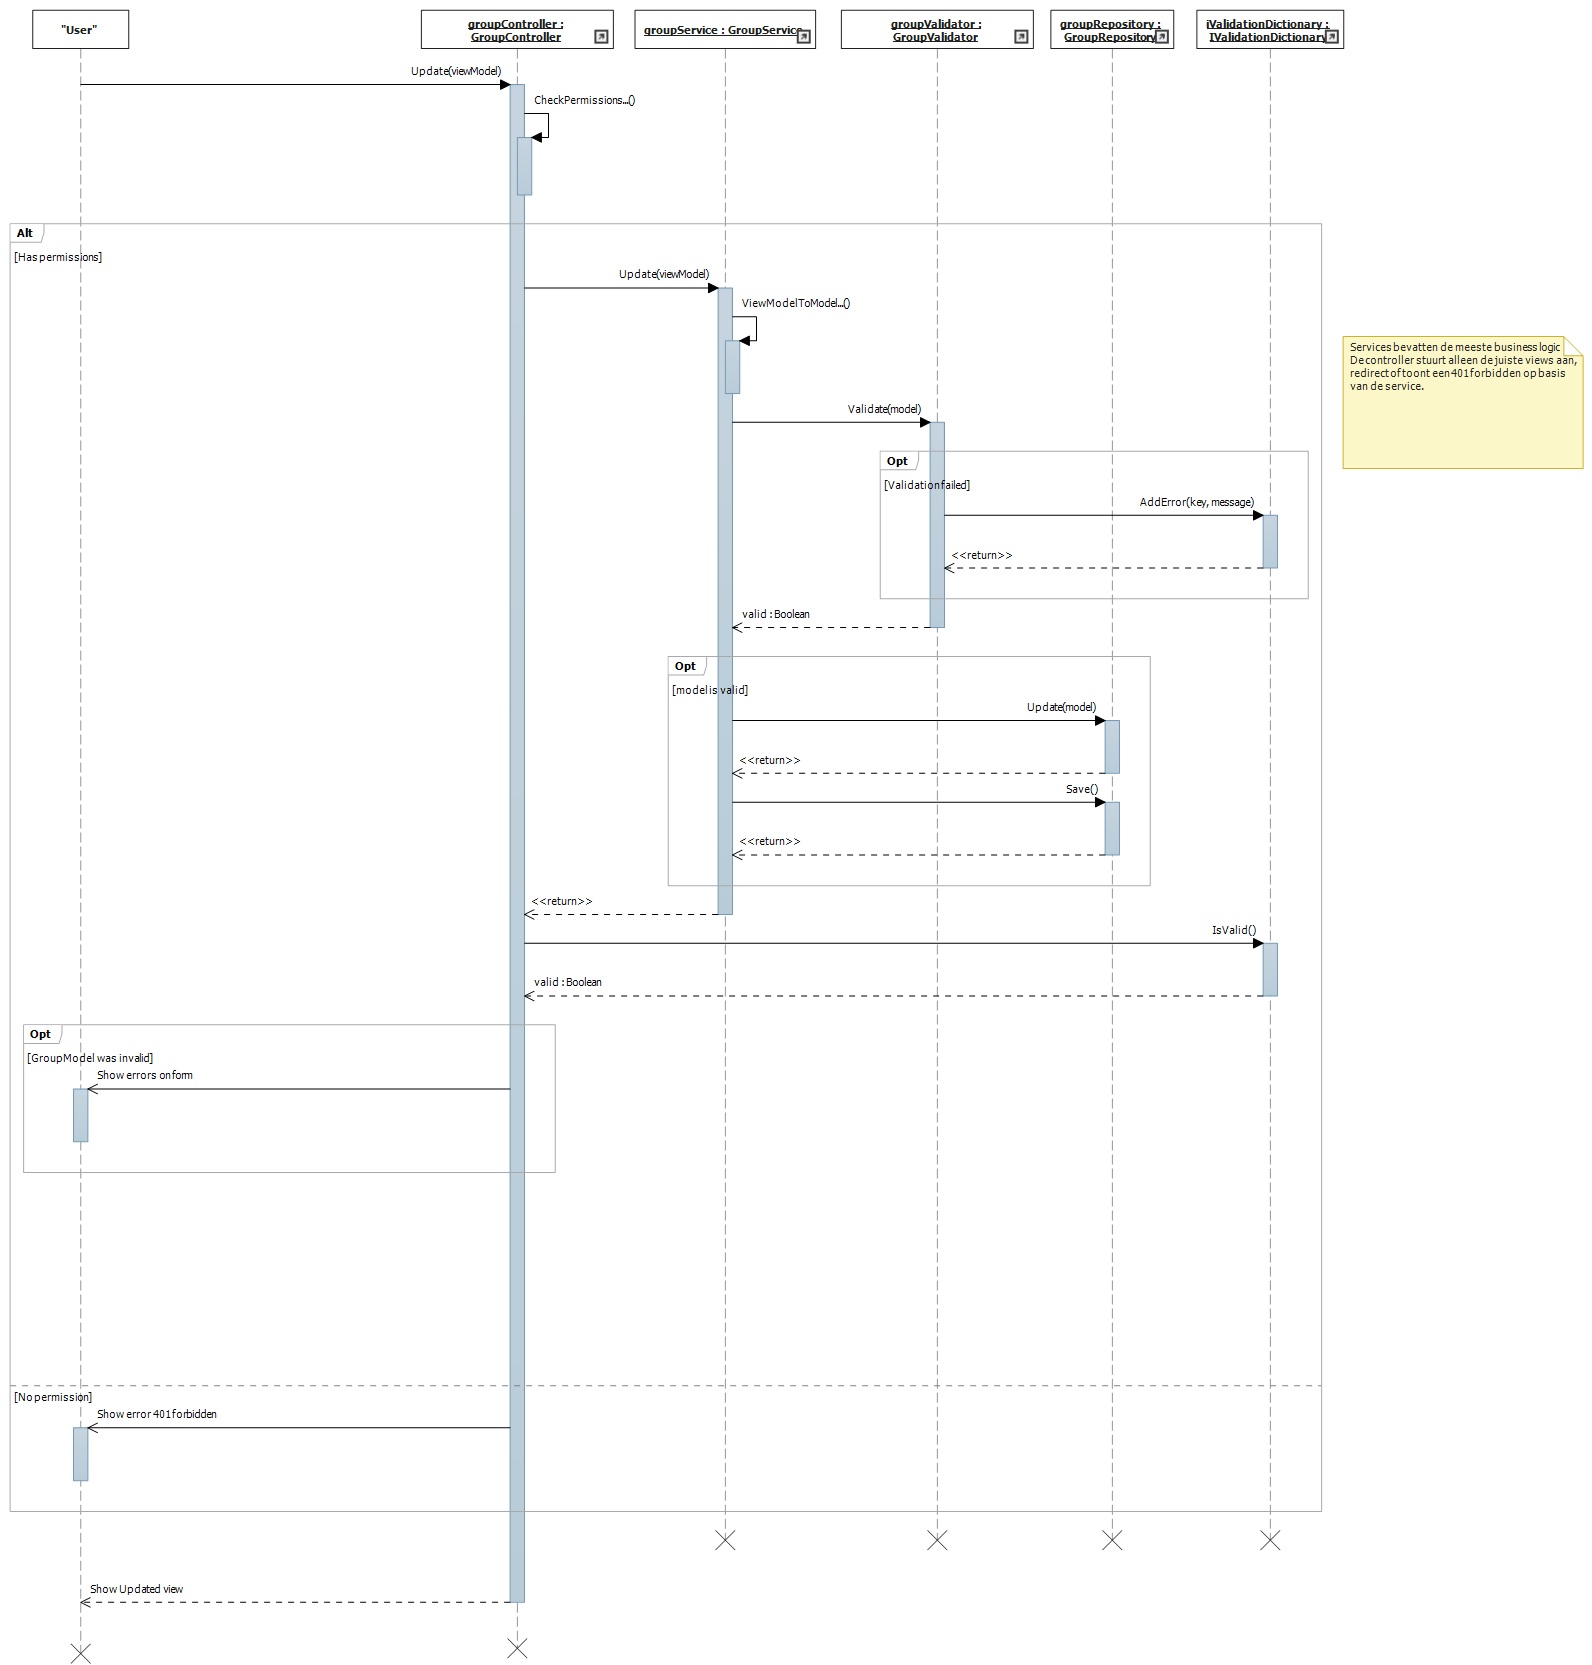 "User"
groupController :
GroupController
groupService : GroupService
groupValidator :
GroupValidator
groupRepository :
GroupRepository
iValidationDictionary :
IValidationDictionary
Update(viewModel)
CheckPermissions...()
Alt
[Has permissions]
Update(viewModel)
ViewModelToModel...()
Services bevatten de meeste business logic
De controller stuurt alleen de juiste views aan,
redirect of toont een 401 forbidden op basis
van de service.
Validate(model)
Opt
[Validation failed]
AddError(key, message)
<<return>>
valid : Boolean
Opt
[model is valid]
Update(model)
<<return>>
Save()
<<return>>
<<return>>
IsValid()
valid : Boolean
Opt
[GroupModel was invalid]
Show errors on form
[No permission]
Show error 401 forbidden
Show Updated view